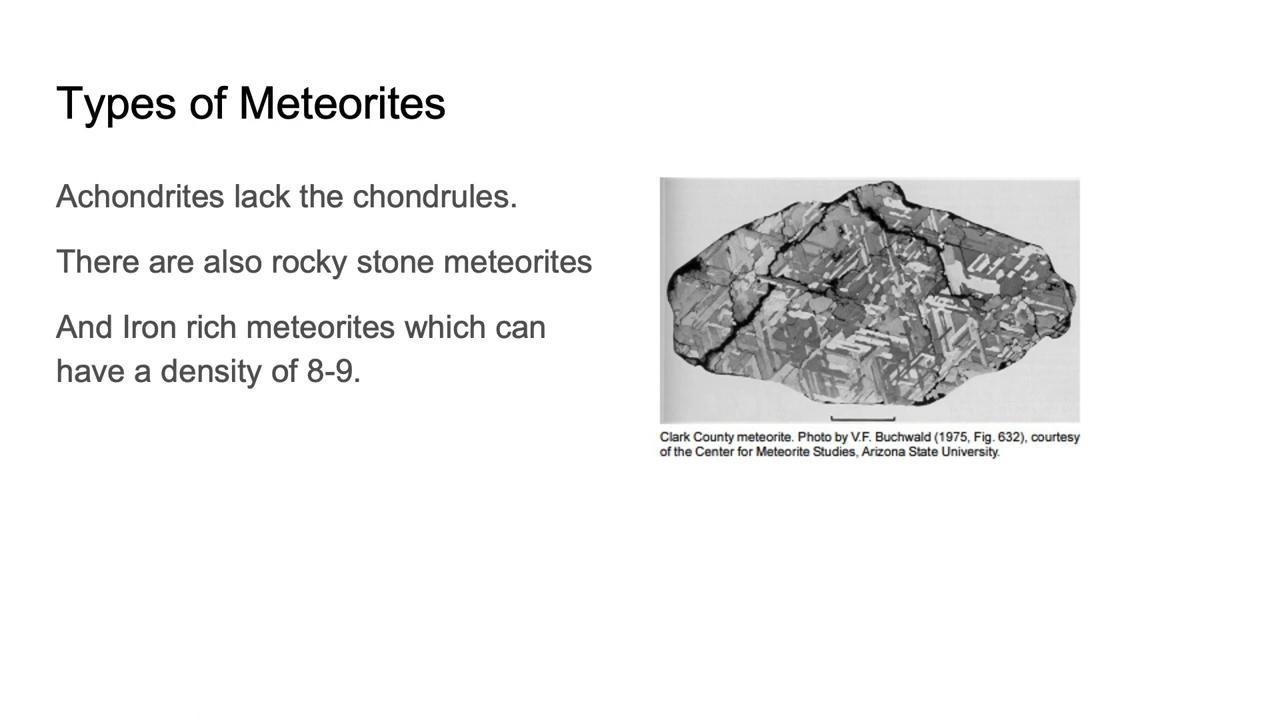 Types of Meteorites
Achondrites lack the chondrules.
There are also rocky stone meteorites
And Iron rich meteorites which can
have a density of 8-9.
Clark County meteorite. Photo by V.F. Buchwald (1975, Fig. 632), courtesy
of the Center for Meteorite Studies, Arizona State University.